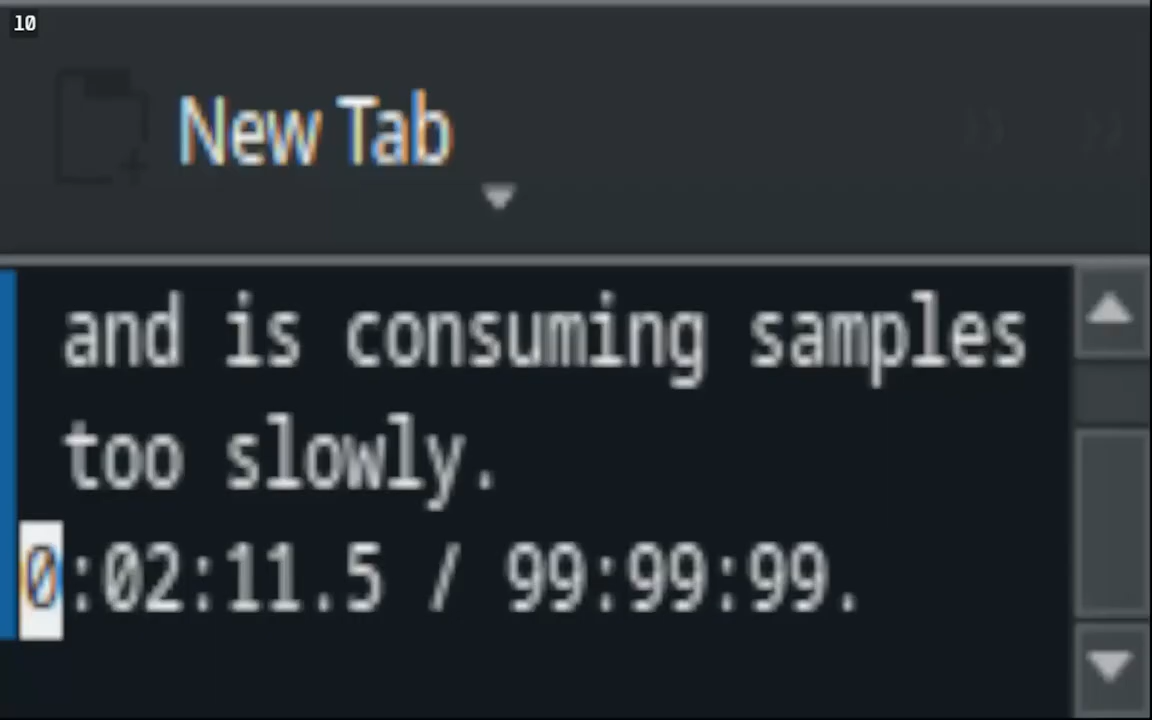 10
New Tab
and is consuming samples
too slowly.
0:02:11.5 / 99:99:99.